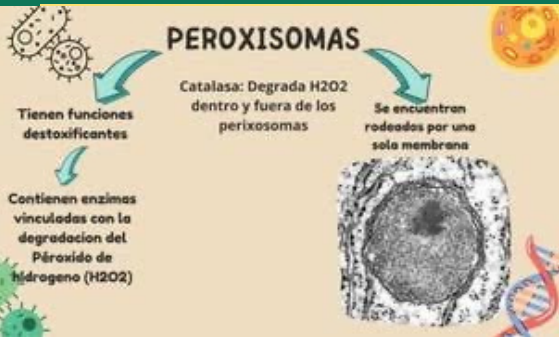 PEROXISOMAS
Catalasa: Degrada H2O2
dentro y fuera de los
perixosomas
Tienen funciones
destoxificantes
Contienen enzimas
vinculadas con la
degradacion del
Péroxido de
hidrogeno (H2O2)
Se encuentran
rodeados por una
sola membrana